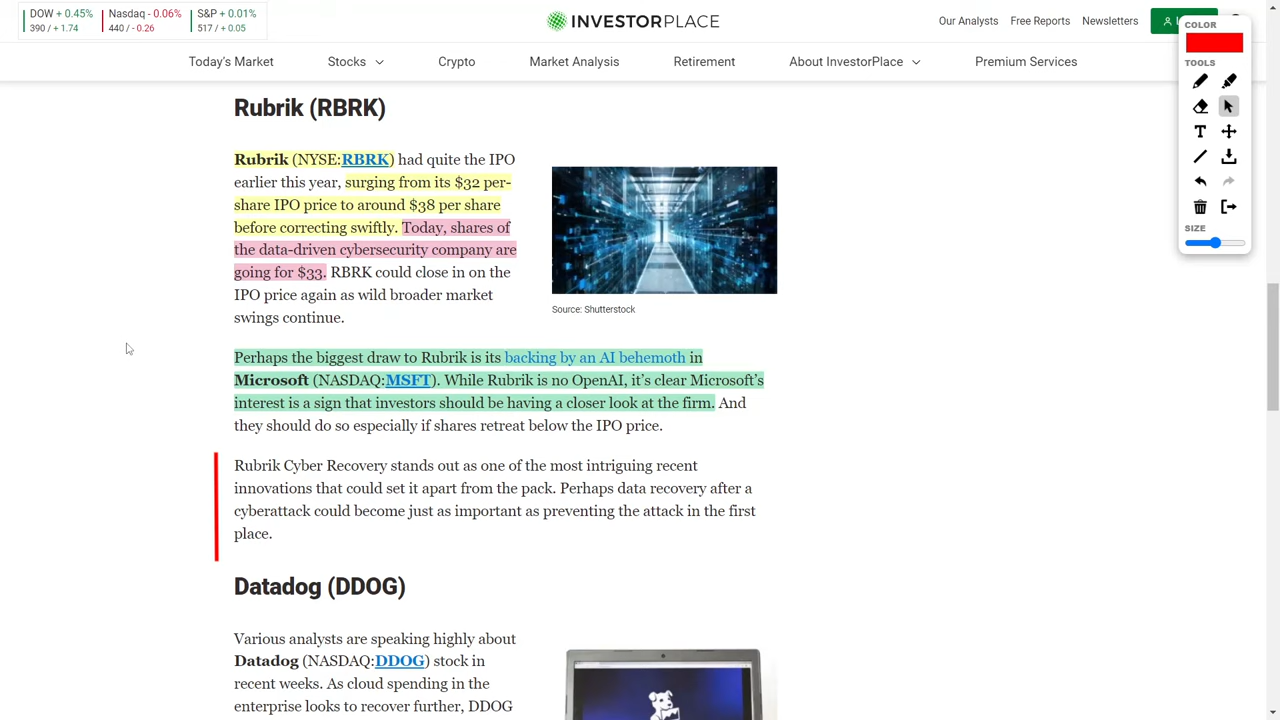 DOW + 0.45% Nasdaq - 0.06% S&P + 0.01%
390 / + 1.74 440 / - 0.26 517 / + 0.05
INVESTORPLACE
Our Analysts Free Reports Newsletters
Today's Market Stocks Crypto Market Analysis Retirement About InvestorPlace Premium Services
COLOR
TOOLS
T
SIZE
Rubrik (RBRK)
Rubrik (NYSE:RBRK) had quite the IPO
earlier this year, surging from its $32 per-
share IPO price to around $38 per share
before correcting swiftly. Today, shares of
the data-driven cybersecurity company are
going for $33. RBRK could close in on the
IPO price again as wild broader market
swings continue.
Source: Shutterstock
Perhaps the biggest draw to Rubrik is its backing by an AI behemoth in
Microsoft (NASDAQ:MSFT). While Rubrik is no OpenAI, it’s clear Microsoft’s
interest is a sign that investors should be having a closer look at the firm. And
they should do so especially if shares retreat below the IPO price.
Rubrik Cyber Recovery stands out as one of the most intriguing recent
innovations that could set it apart from the pack. Perhaps data recovery after a
cyberattack could become just as important as preventing the attack in the first
place.
Datadog (DDOG)
Various analysts are speaking highly about
Datadog (NASDAQ:DDOG) stock in
recent weeks. As cloud spending in the
enterprise looks to recover further, DDOG